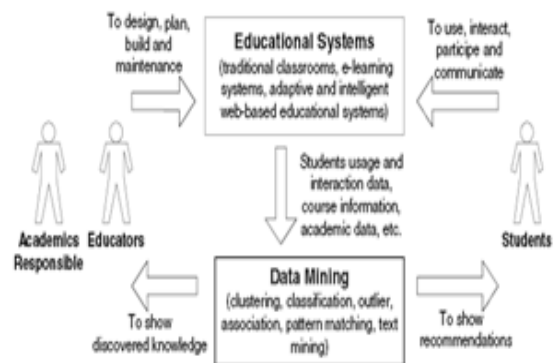 To design, plan,
build and
maintenance
Educational Systems
(traditional classrooms, e-learning
systems, adaptive and intelligent
web-based educational systems)
To use, interact,
participe and
communicate
Students usage and
interaction data,
course information,
academic data, etc.
Academics
Responsible
Educators
Students
Data Mining
(clustering, classification, outlier,
association, pattern matching, text
mining)
To show
discovered knowledge
To show
recommendations